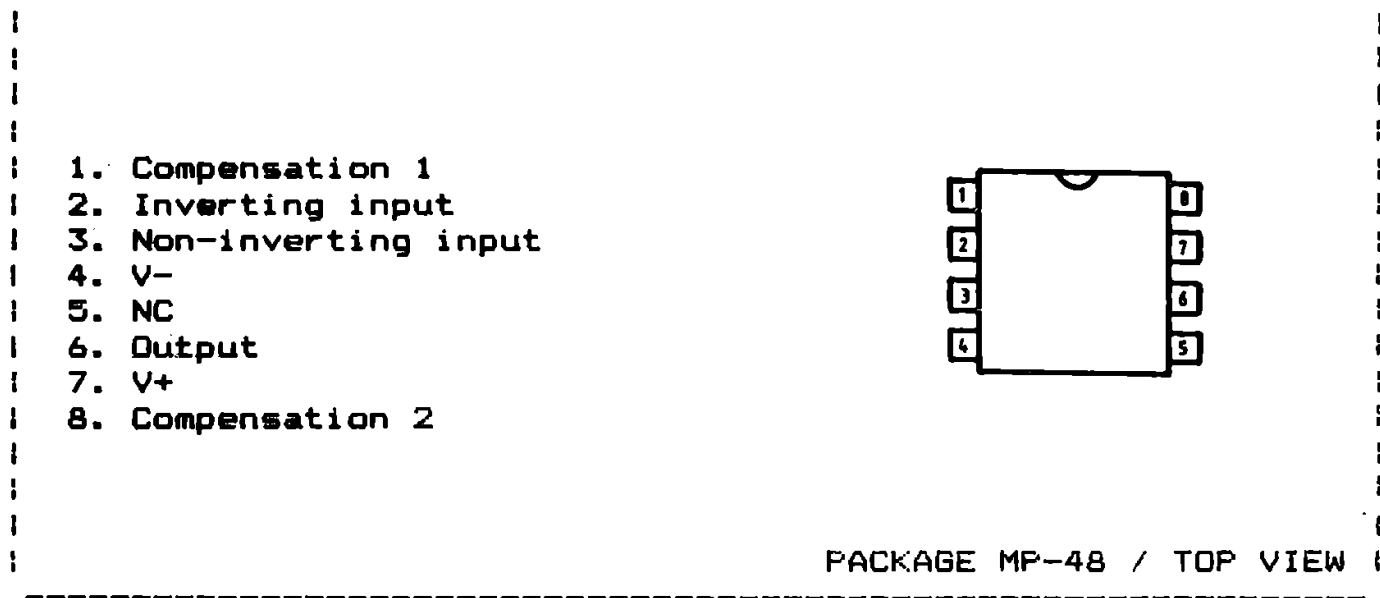 1. Compensation 1
2. Inverting input
3. Non-inverting input
4. V-
5. NC
6. Output
7. V+
8. Compensation 2
1 8
2 7
3 6
4 5
PACKAGE MP-48 / TOP VIEW